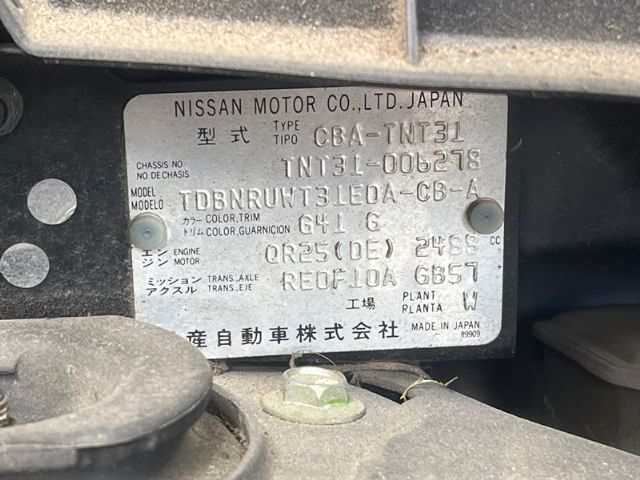 NISSAN MOTOR CO.,LTD. JAPAN
型式 TYPE TIPO CBA-TNT31
CHASSIS NO NO DE CHASIS TNT31-006278
MODEL MODELO TDBNRUWT31EDA-CB-A
カラー COLOR,TRIM トリム COLOR,GUARNICION G41 G
エンジン ENGINE MOTOR QR25(DE) 2488 CC
ミッション アクスル TRANS.,AXLE TRANS.,EJE RE0F10A GB57
工場 PLANT PLANTA W
産自動車株式会社 MADE IN JAPAN
89909